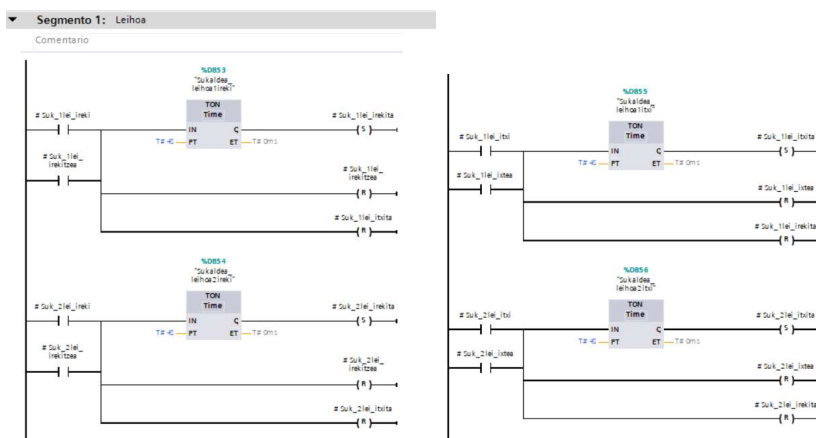 Segmento 1: Leihoa
Comentario
%DB53
"Sukaldea_
leihoa1ireki"
TON
Time
# Suk_1lei_ireki
# Suk_1lei_irekita
IN Q
( S )
T# 4S PT ET T# 0ms
# Suk_1lei_
irekitzea
# Suk_1lei_
irekitzea
( R )
# Suk_1lei_itxita
( R )
%DB54
"Sukaldea_
leihoa2ireki"
TON
Time
# Suk_2lei_ireki
# Suk_2lei_irekita
IN Q
( S )
T# 4S PT ET T# 0ms
# Suk_2lei_
irekitzea
# Suk_2lei_
irekitzea
( R )
# Suk_2lei_itxita
( R )
%DB55
"Sukaldea_
leihoa1itxi"
TON
Time
# Suk_1lei_itxi
# Suk_1lei_itxita
IN Q
( S )
T# 4S PT ET T# 0ms
# Suk_1lei_ixtea
# Suk_1lei_ixtea
( R )
# Suk_1lei_irekita
( R )
%DB56
"Sukaldea_
leihoa2itxi"
TON
Time
# Suk_2lei_itxi
# Suk_2lei_itxita
IN Q
( S )
T# 4S PT ET T# 0ms
# Suk_2lei_ixtea
# Suk_2lei_ixtea
( R )
# Suk_2lei_irekita
( R )